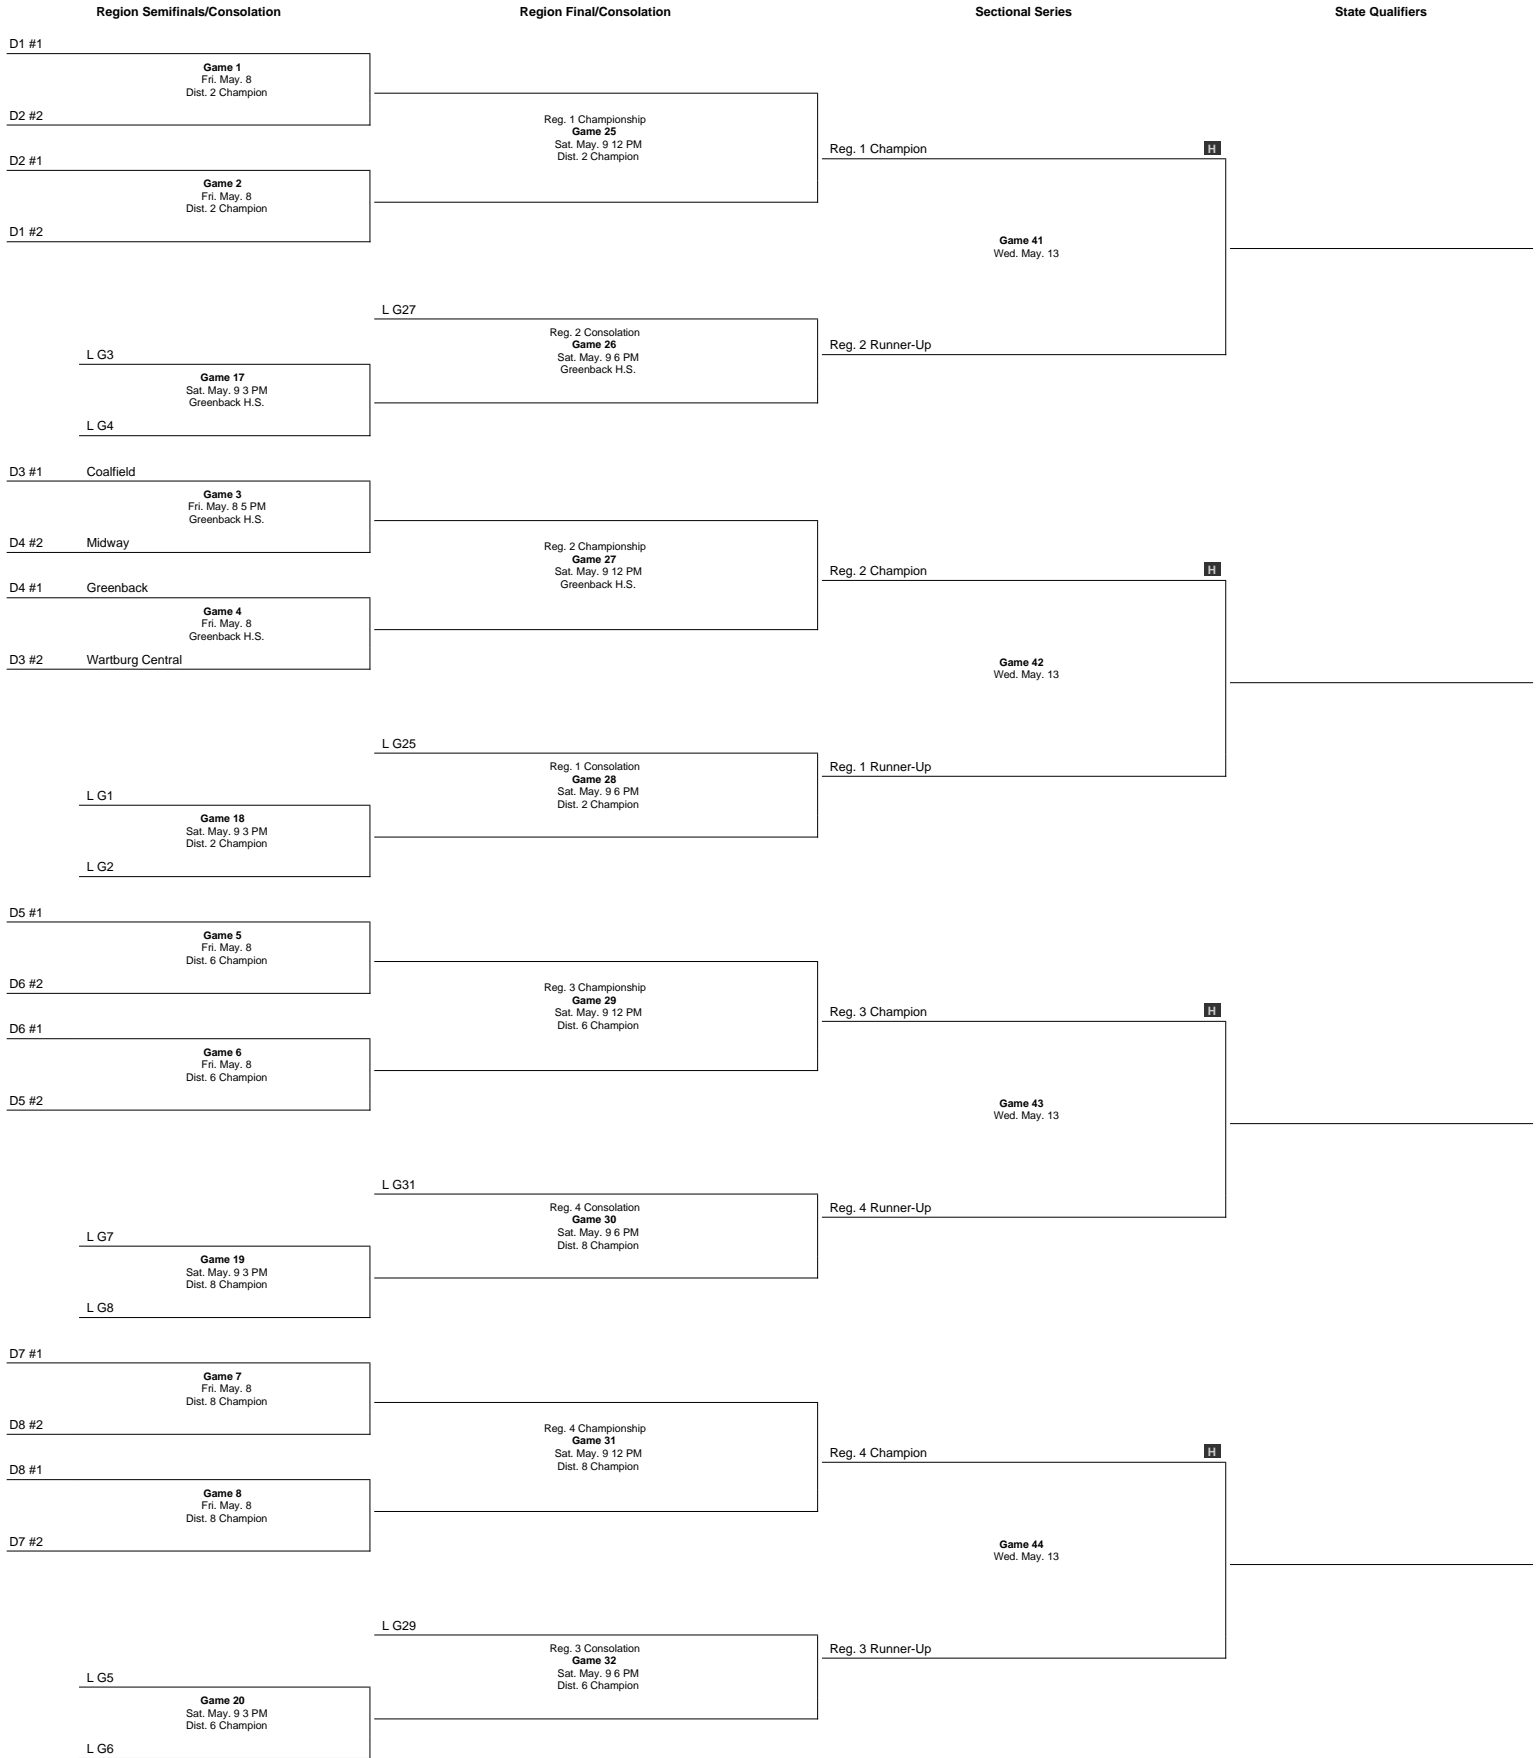 Region Semifinals/Consolation
Region Final/Consolation
Sectional Series
State Qualifiers
D1 #1
Game 1
Fri. May. 8
Dist. 2 Champion
D2 #2
Reg. 1 Championship
Game 25
Sat. May. 9 12 PM
Dist. 2 Champion
Reg. 1 Champion
H
D2 #1
Game 2
Fri. May. 8
Dist. 2 Champion
D1 #2
Game 41
Wed. May. 13
L G27
Reg. 2 Consolation
Game 26
Sat. May. 9 6 PM
Greenback H.S.
Reg. 2 Runner-Up
L G3
Game 17
Sat. May. 9 3 PM
Greenback H.S.
L G4
D3 #1 Coalfield
Game 3
Fri. May. 8 5 PM
Greenback H.S.
D4 #2 Midway
Reg. 2 Championship
Game 27
Sat. May. 9 12 PM
Greenback H.S.
Reg. 2 Champion
H
D4 #1 Greenback
Game 4
Fri. May. 8
Greenback H.S.
D3 #2 Wartburg Central
Game 42
Wed. May. 13
L G25
Reg. 1 Consolation
Game 28
Sat. May. 9 6 PM
Dist. 2 Champion
Reg. 1 Runner-Up
L G1
Game 18
Sat. May. 9 3 PM
Dist. 2 Champion
L G2
D5 #1
Game 5
Fri. May. 8
Dist. 6 Champion
D6 #2
Reg. 3 Championship
Game 29
Sat. May. 9 12 PM
Dist. 6 Champion
Reg. 3 Champion
H
D6 #1
Game 6
Fri. May. 8
Dist. 6 Champion
D5 #2
Game 43
Wed. May. 13
L G31
Reg. 4 Consolation
Game 30
Sat. May. 9 6 PM
Dist. 8 Champion
Reg. 4 Runner-Up
L G7
Game 19
Sat. May. 9 3 PM
Dist. 8 Champion
L G8
D7 #1
Game 7
Fri. May. 8
Dist. 8 Champion
D8 #2
Reg. 4 Championship
Game 31
Sat. May. 9 12 PM
Dist. 8 Champion
Reg. 4 Champion
H
D8 #1
Game 8
Fri. May. 8
Dist. 8 Champion
D7 #2
Game 44
Wed. May. 13
L G29
Reg. 3 Consolation
Game 32
Sat. May. 9 6 PM
Dist. 6 Champion
Reg. 3 Runner-Up
L G5
Game 20
Sat. May. 9 3 PM
Dist. 6 Champion
L G6